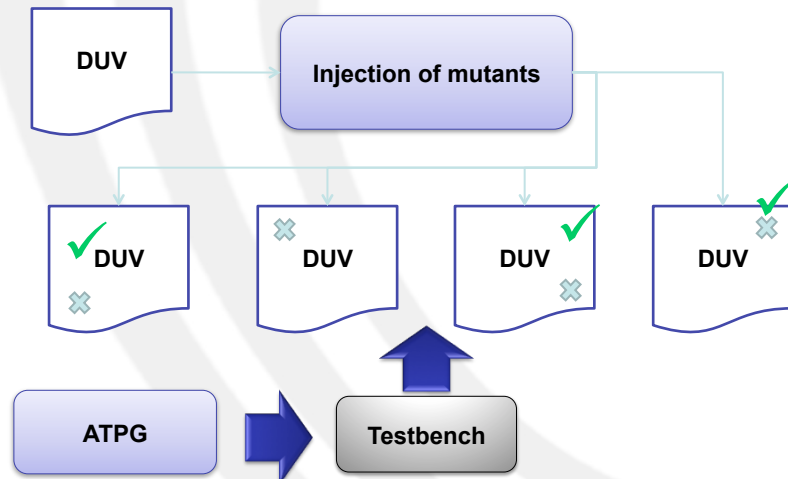 DUV
Injection of mutants
DUV
DUV
DUV
DUV
ATPG
Testbench